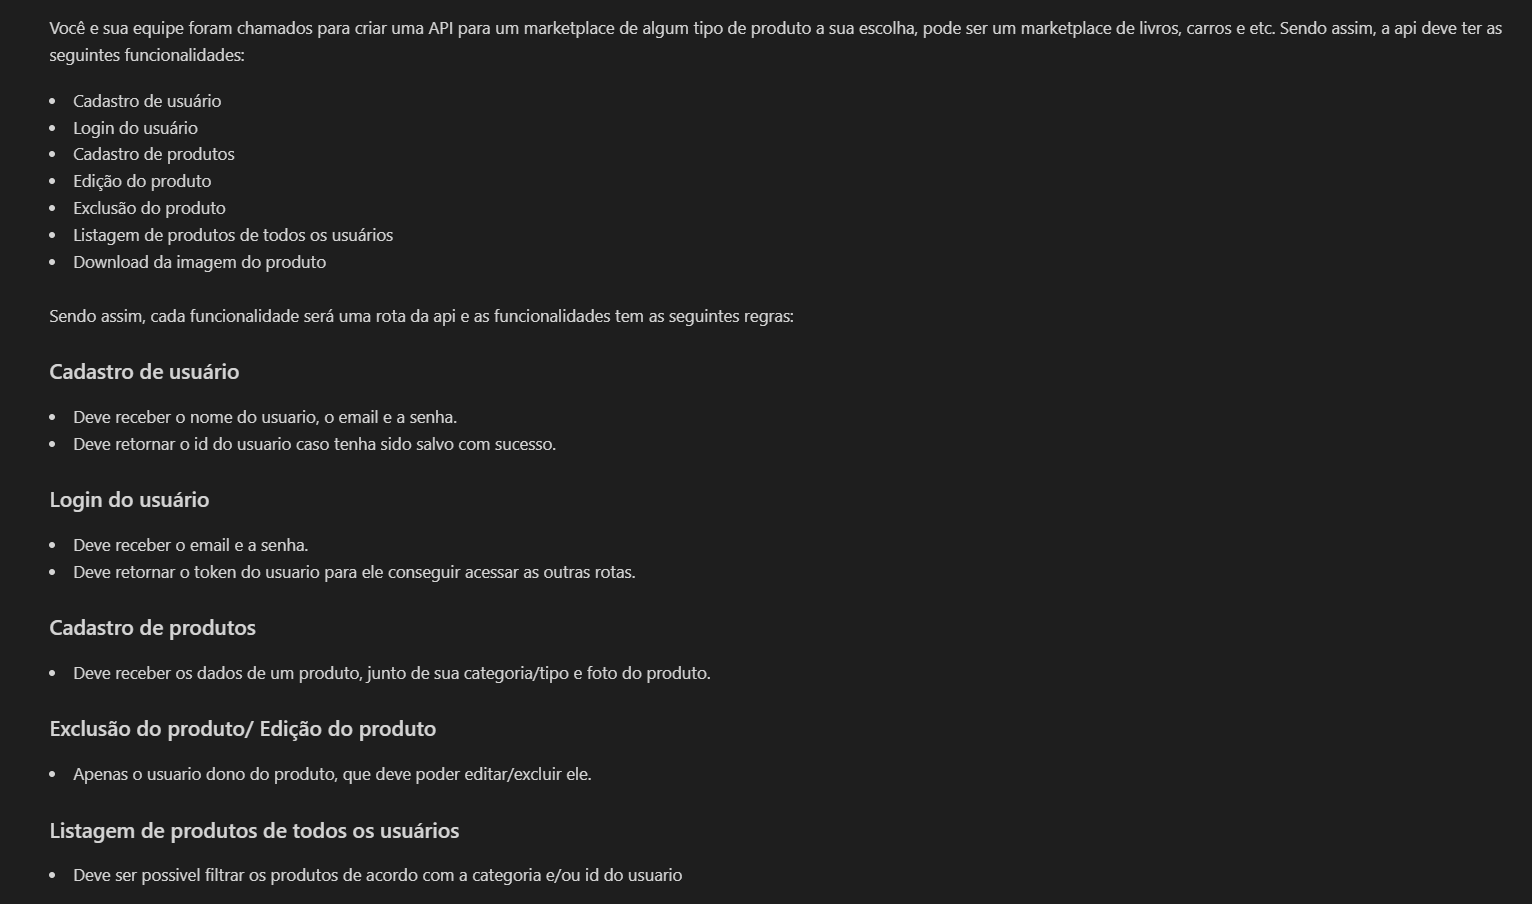 Você e sua equipe foram chamados para criar uma API para um marketplace de algum tipo de produto a sua escolha, pode ser um marketplace de livros, carros e etc. Sendo assim, a api deve ter as
seguintes funcionalidades:
• Cadastro de usuário
• Login do usuário
• Cadastro de produtos
• Edição do produto
• Exclusão do produto
• Listagem de produtos de todos os usuários
• Download da imagem do produto
Sendo assim, cada funcionalidade será uma rota da api e as funcionalidades tem as seguintes regras:
Cadastro de usuário
• Deve receber o nome do usuario, o email e a senha.
• Deve retornar o id do usuario caso tenha sido salvo com sucesso.
Login do usuário
• Deve receber o email e a senha.
• Deve retornar o token do usuario para ele conseguir acessar as outras rotas.
Cadastro de produtos
• Deve receber os dados de um produto, junto de sua categoria/tipo e foto do produto.
Exclusão do produto/ Edição do produto
• Apenas o usuario dono do produto, que deve poder editar/excluir ele.
Listagem de produtos de todos os usuários
• Deve ser possivel filtrar os produtos de acordo com a categoria e/ou id do usuario